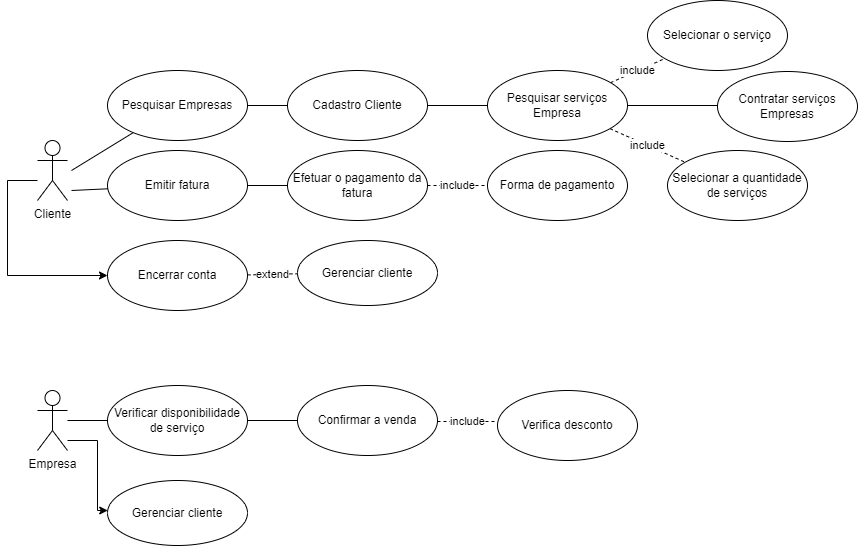 Selecionar o serviço
include
Pesquisar Empresas
Cadastro Cliente
Pesquisar serviços
Empresa
Contratar serviços
Empresas
include
Cliente
Emitir fatura
Efetuar o pagamento da
fatura
include
Forma de pagamento
Selecionar a quantidade
de serviços
Encerrar conta
extend
Gerenciar cliente
Empresa
Verificar disponibilidade
de serviço
Confirmar a venda
include
Verifica desconto
Gerenciar cliente